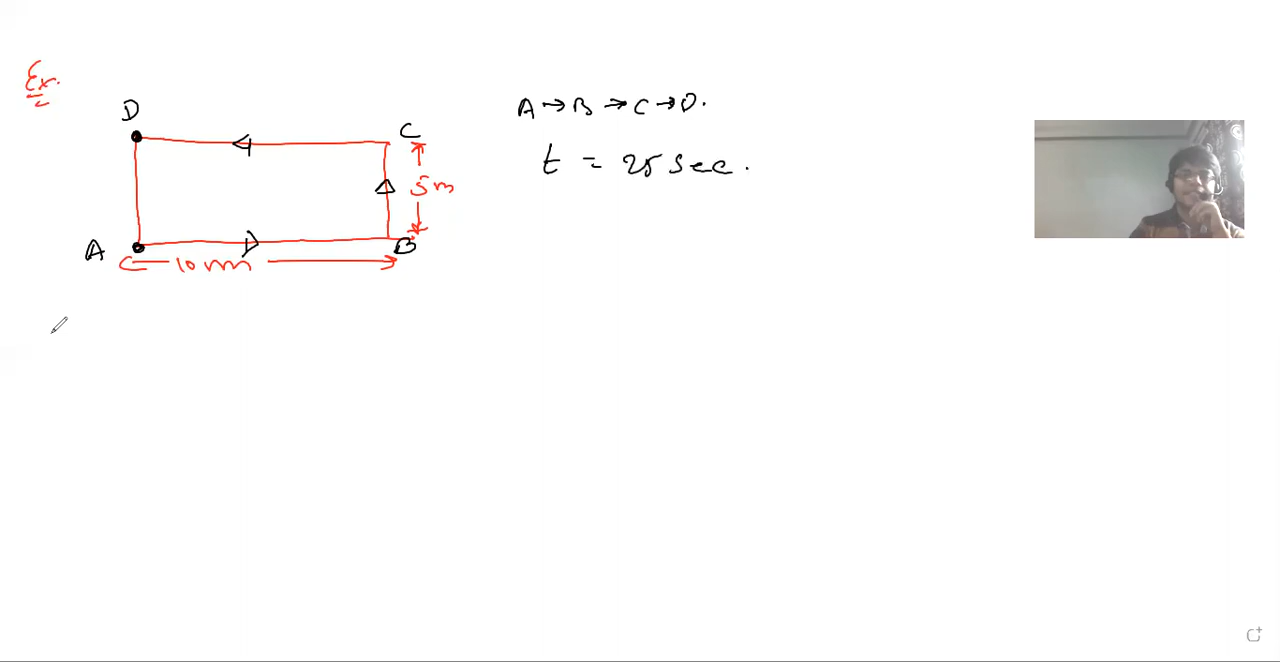 Ex.
D
C
A → B → C → D.
t = 25 sec.
5m
A
B
10 m